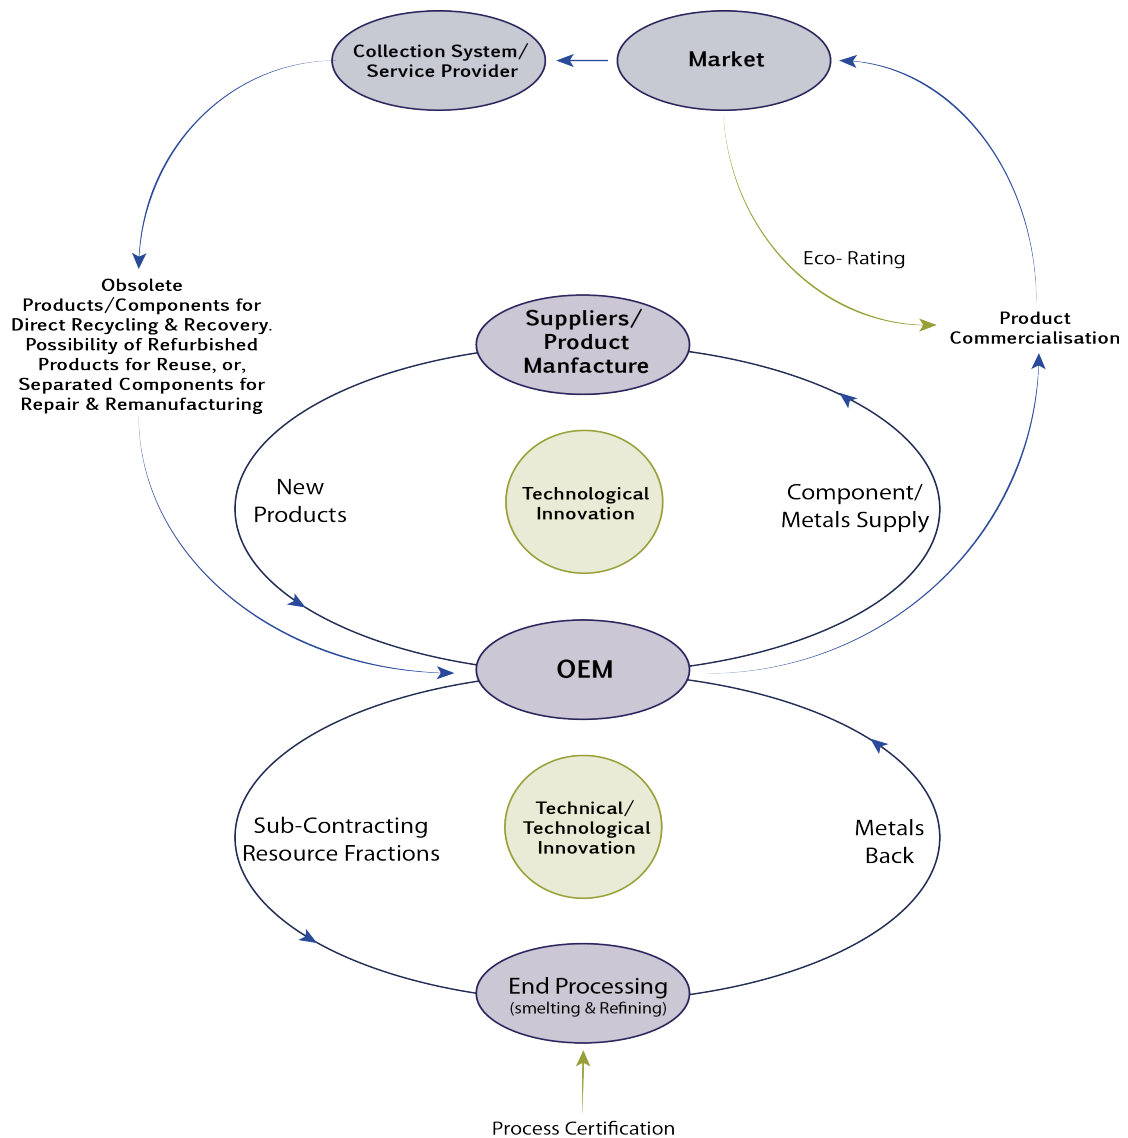 Collection System/
Service Provider
Market
Eco- Rating
Obsolete
Products/Components for
Direct Recycling & Recovery.
Possibility of Refurbished
Products for Reuse, or,
Separated Components for
Repair & Remanufacturing
Product
Commercialisation
Suppliers/
Product
Manfacture
New
Products
Technological
Innovation
Component/
Metals Supply
OEM
Sub-Contracting
Resource Fractions
Technical/
Technological
Innovation
Metals
Back
End Processing
(smelting & Refining)
Process Certification